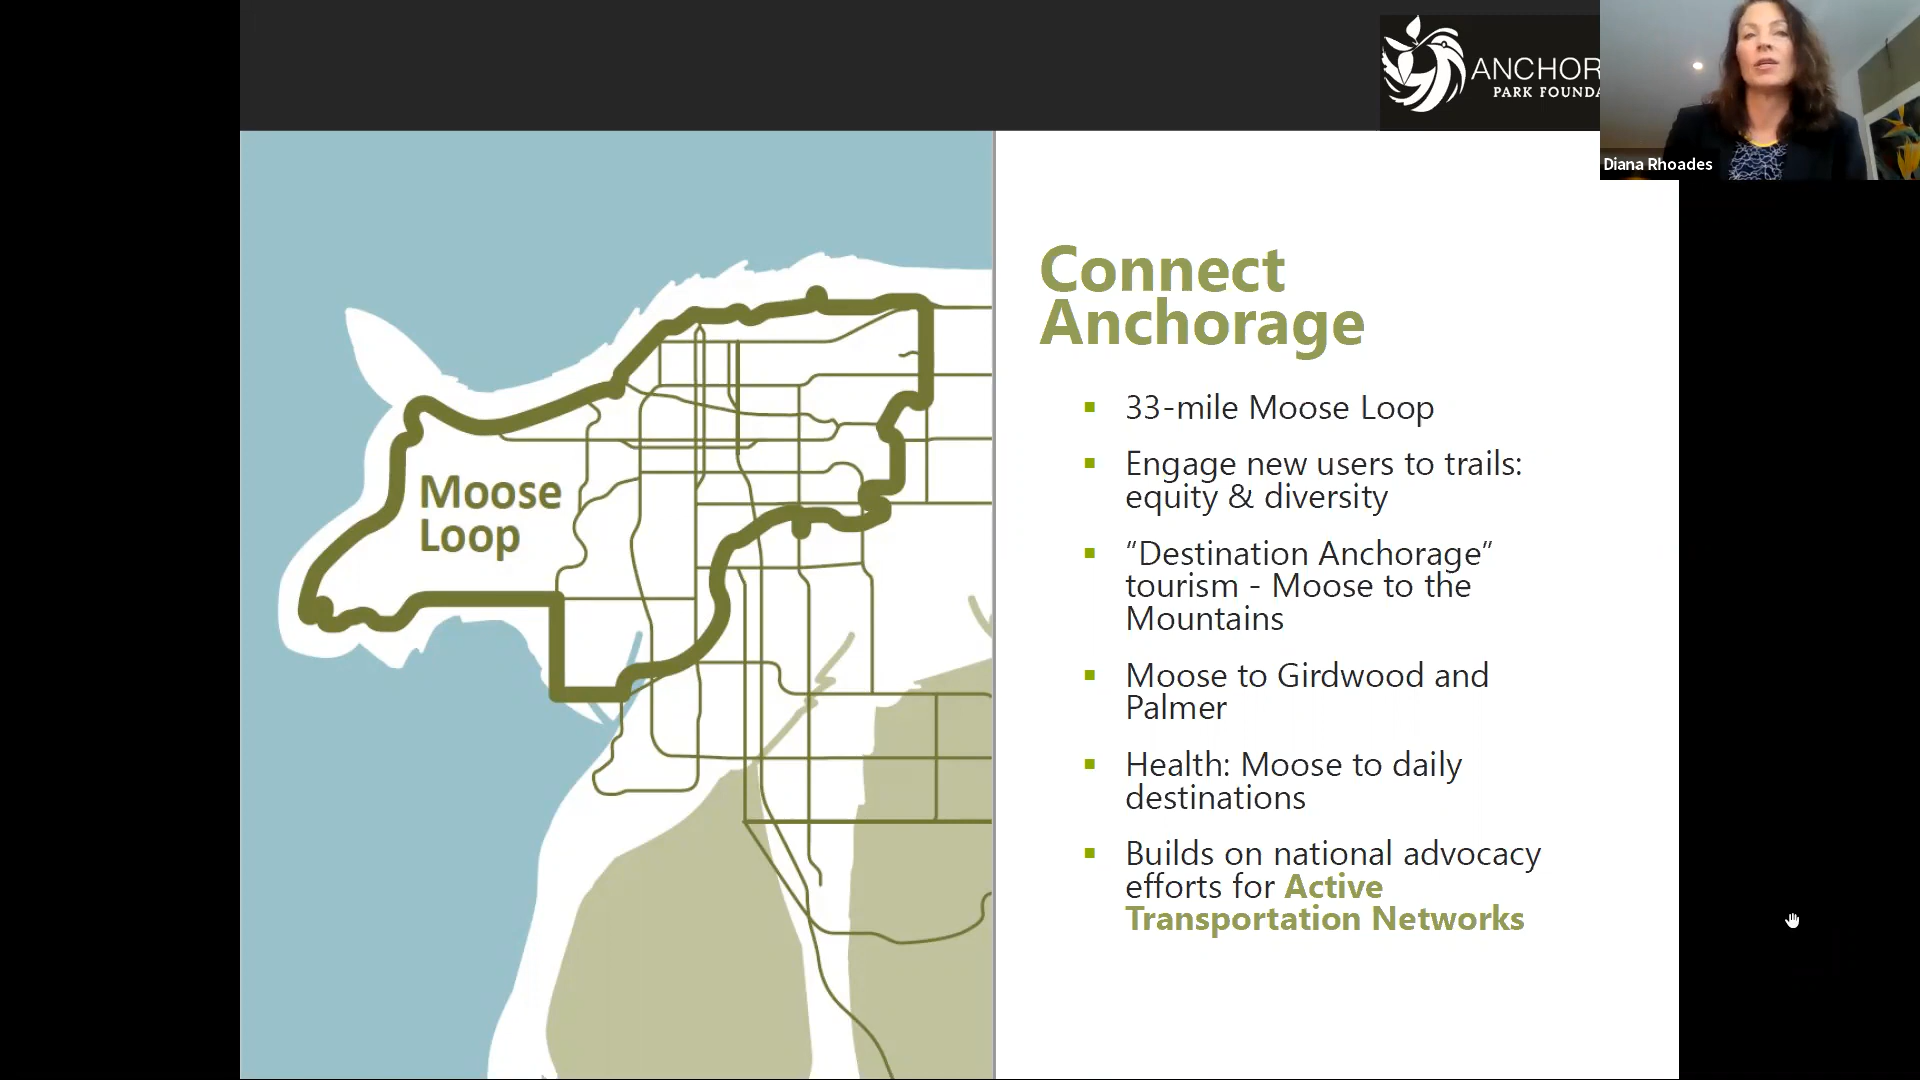 ANCHOR
PARK FOUNDA
Diana Rhoades
Moose
Loop
Connect
Anchorage
33-mile Moose Loop
Engage new users to trails:
equity & diversity
"Destination Anchorage"
tourism - Moose to the
Mountains
Moose to Girdwood and
Palmer
Health: Moose to daily
destinations
Builds on national advocacy
efforts for Active
Transportation Networks